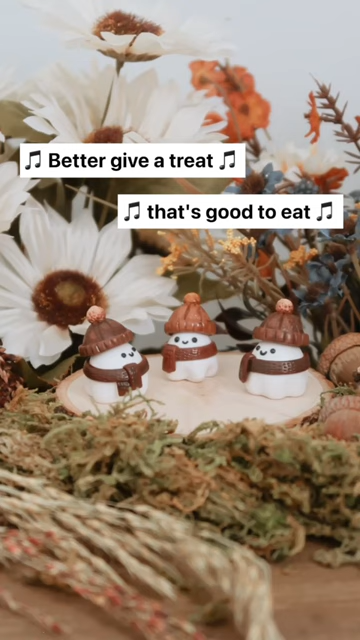 🎵 Better give a treat 🎵
🎵 that's good to eat 🎵